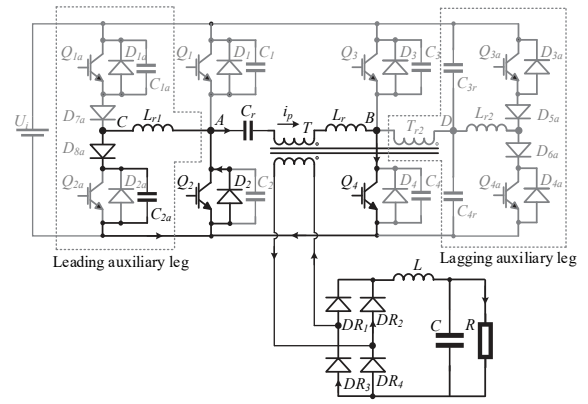 Q1a D1a C1a Q1 D1 C1 Q3 D3 C3 Q3a D3a
C3r
D7a Lr1 Cr ip T Lr B Tr2 D Lr2 D5a
Ui C A
D8a D6a
Q2a D2a C2a Q2 D2 C2 Q4 D4 C4 Q4a D4a
C4r
Leading auxiliary leg Lagging auxiliary leg
L
DR1 DR2 C R
DR3 DR4